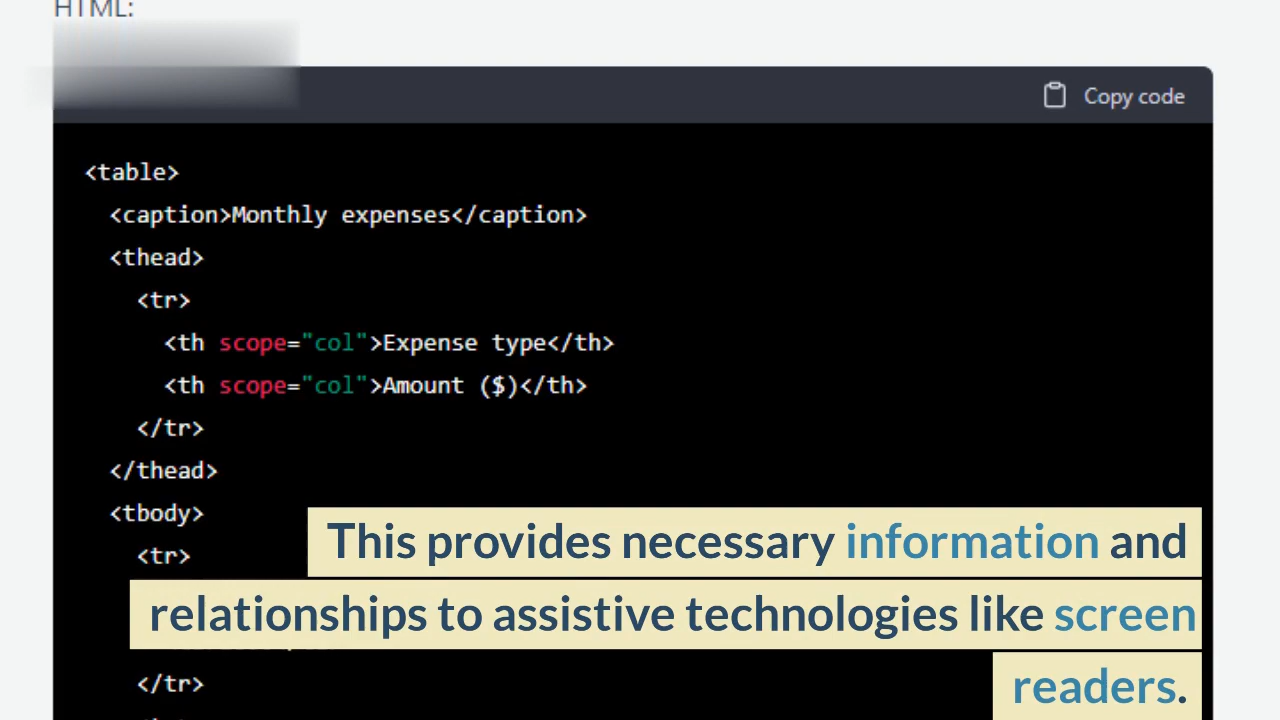 HTML:
Copy code
<table>
<caption>Monthly expenses</caption>
<thead>
<tr>
<th scope="col">Expense type</th>
<th scope="col">Amount ($)</th>
</tr>
</thead>
<tbody>
<tr>
This provides necessary information and
relationships to assistive technologies like screen
readers.
</tr>